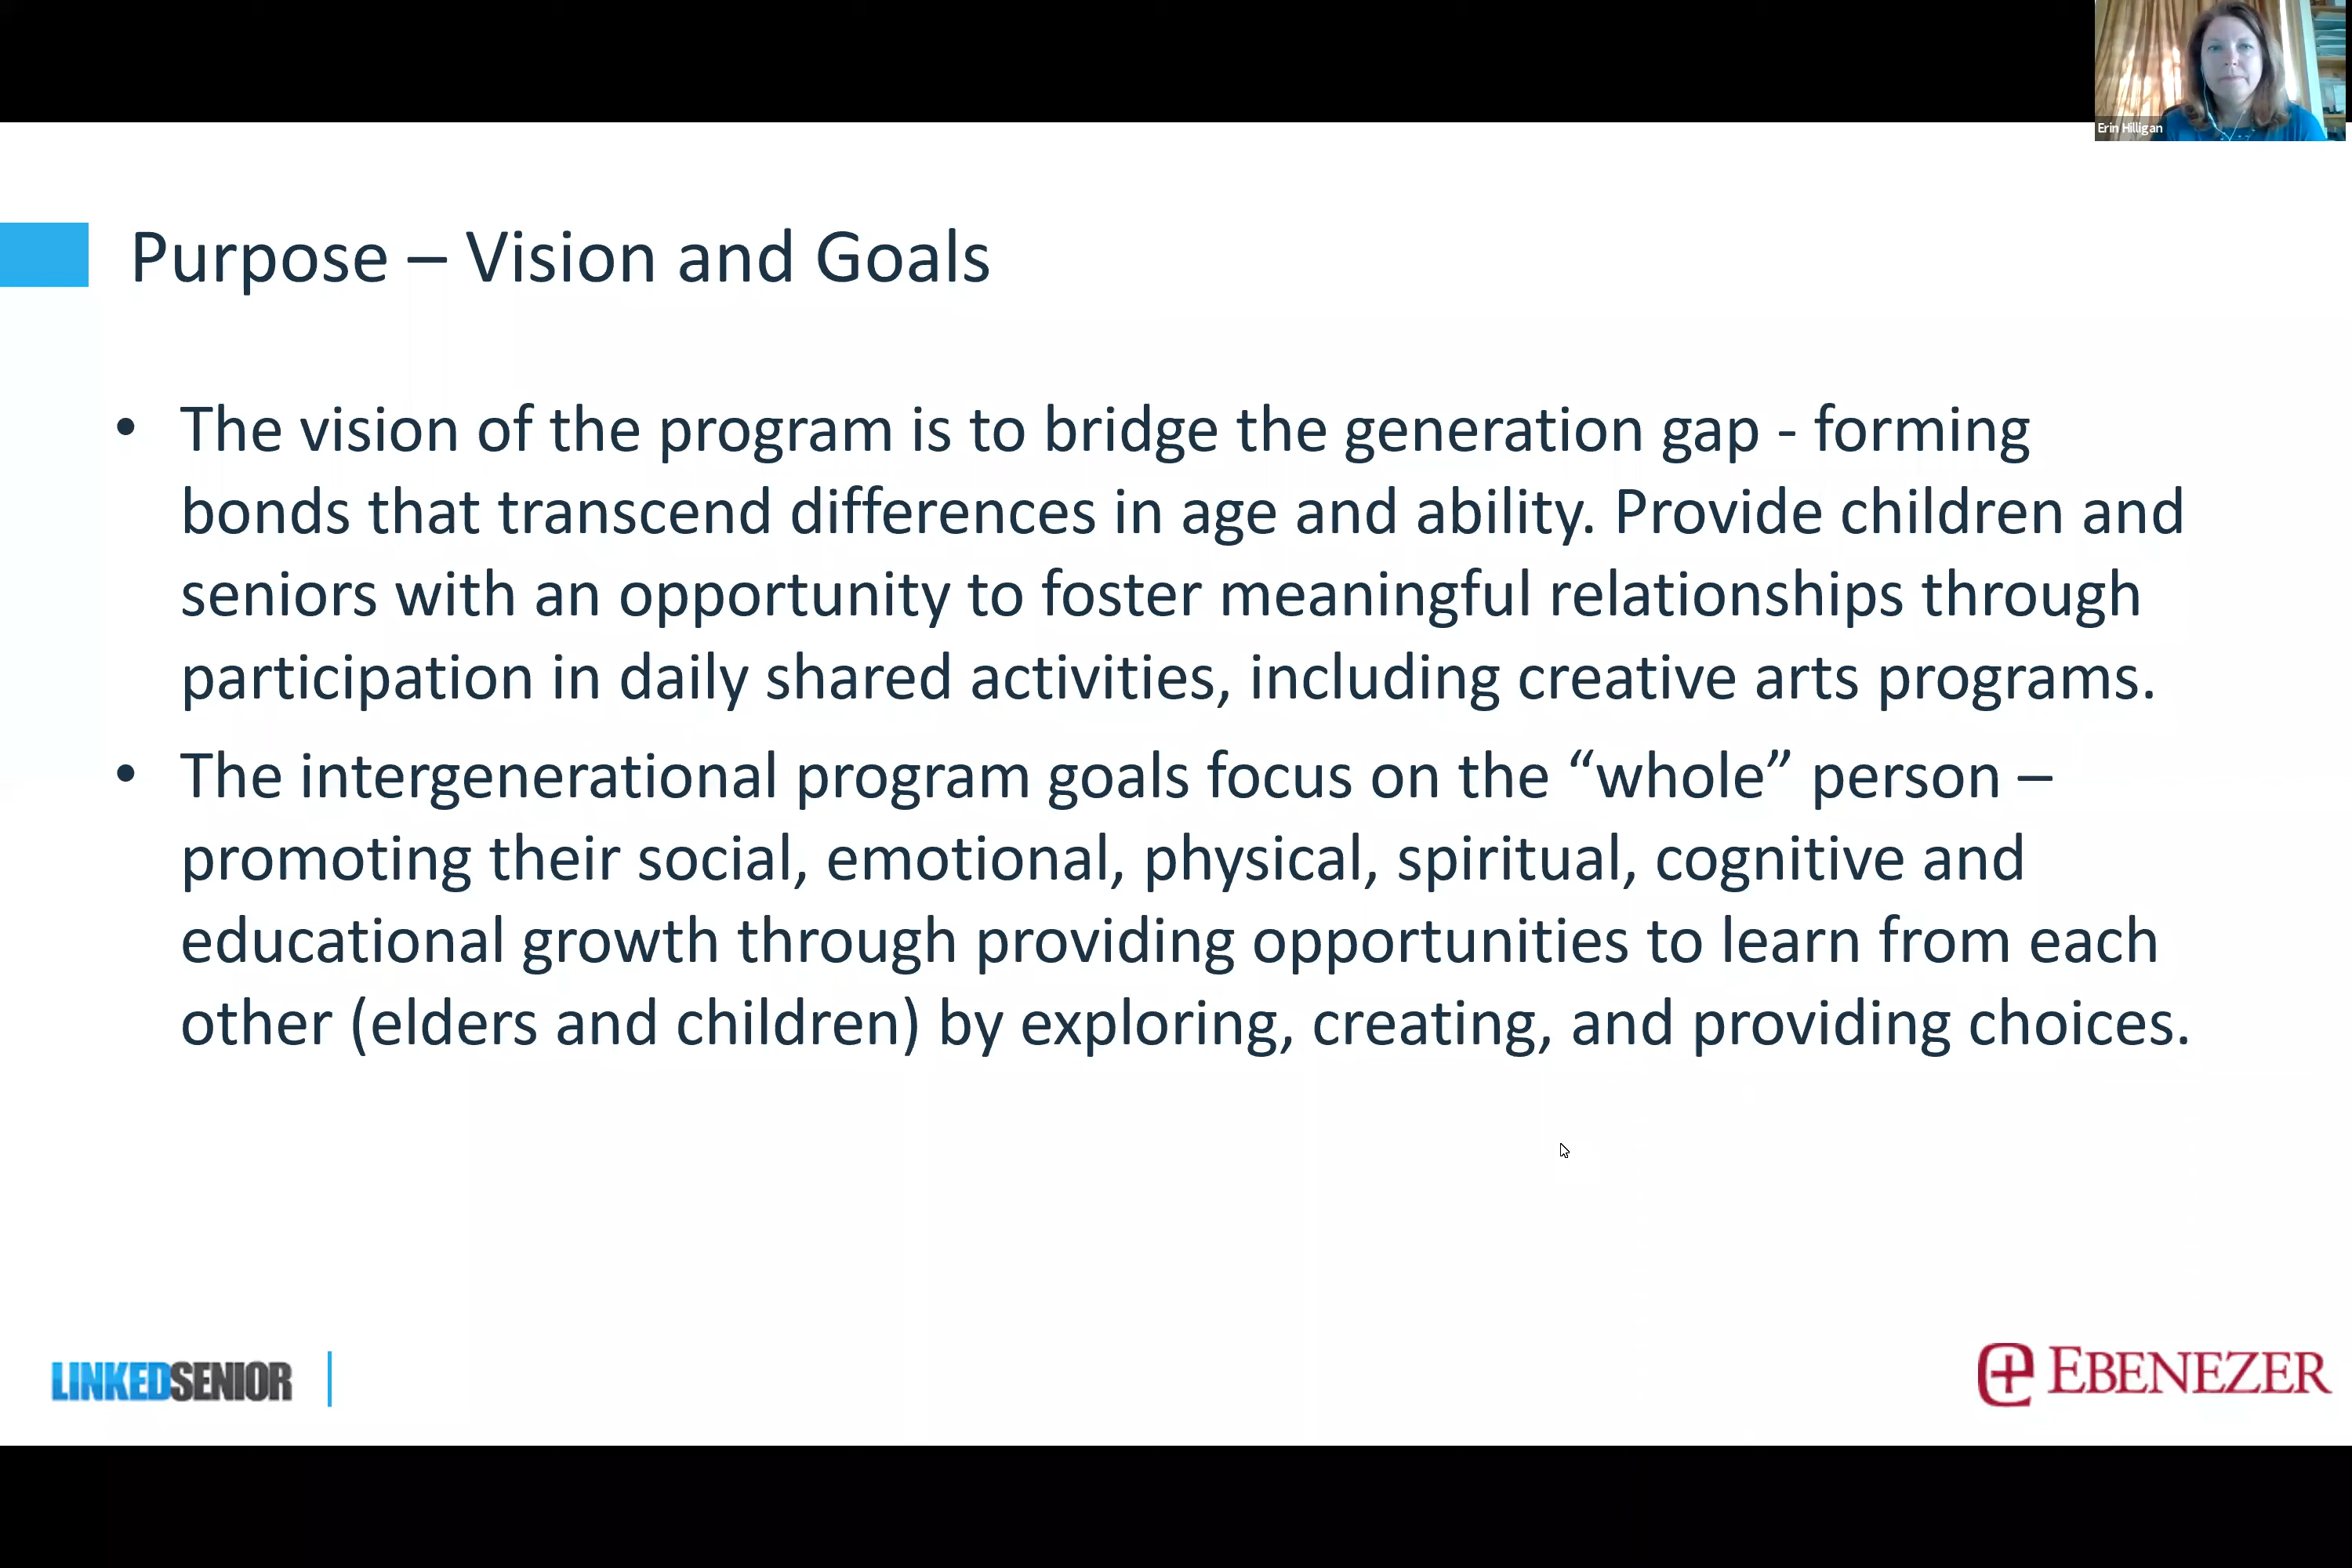 Erin Hilligan
Purpose – Vision and Goals
• The vision of the program is to bridge the generation gap - forming
bonds that transcend differences in age and ability. Provide children and
seniors with an opportunity to foster meaningful relationships through
participation in daily shared activities, including creative arts programs.
• The intergenerational program goals focus on the “whole” person –
promoting their social, emotional, physical, spiritual, cognitive and
educational growth through providing opportunities to learn from each
other (elders and children) by exploring, creating, and providing choices.
LINKEDSENIOR
EBENEZER